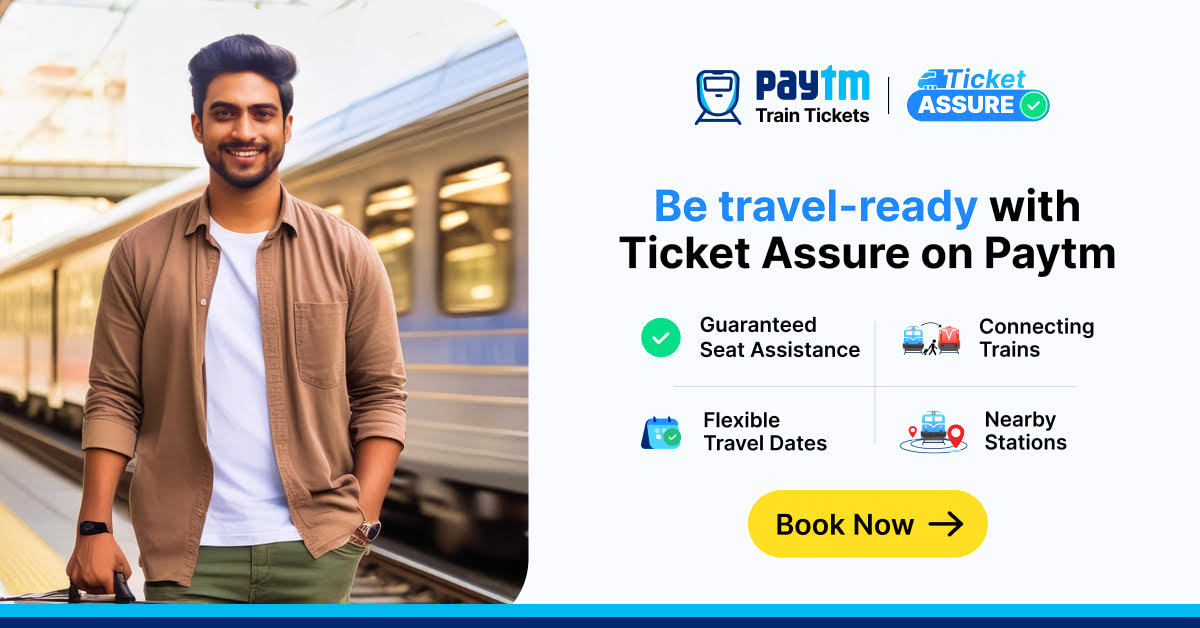 paytm
Train Tickets
Ticket
ASSURE
Be travel-ready with
Ticket Assure on Paytm
Guaranteed
Seat Assistance
Connecting
Trains
Flexible
Travel Dates
Nearby
Stations
Book Now